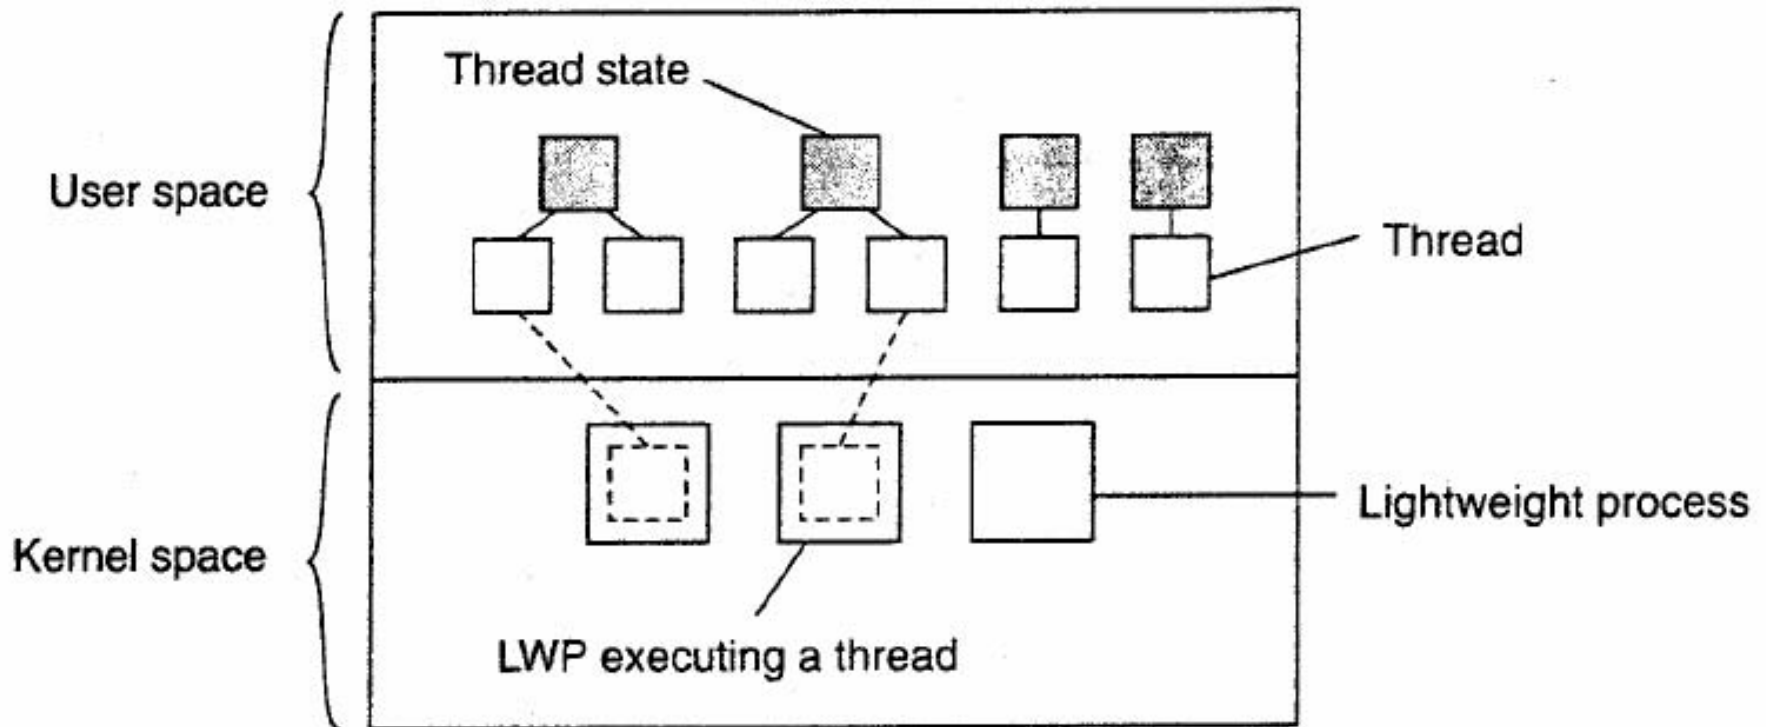 Thread state
User space
Thread
Lightweight process
Kernel space
LWP executing a thread